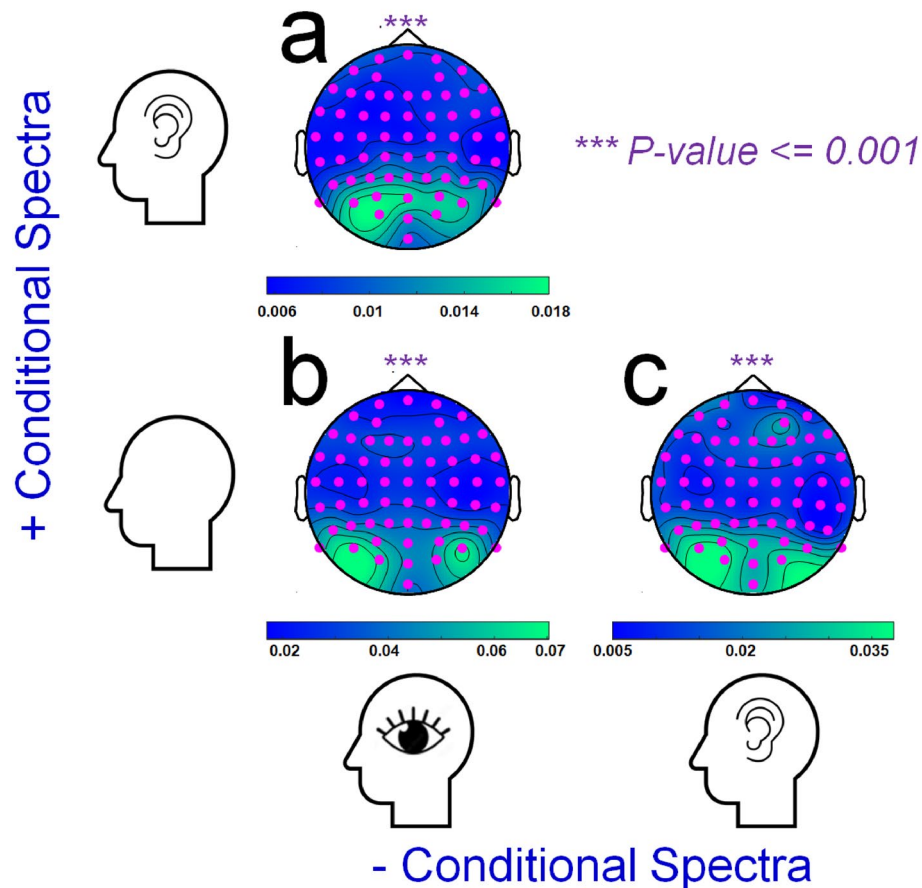 + Conditional Spectra
a
***
*** P-value <= 0.001
0.006 0.01 0.014 0.018
b
***
c
***
0.02 0.04 0.06 0.07
0.005 0.02 0.035
- Conditional Spectra